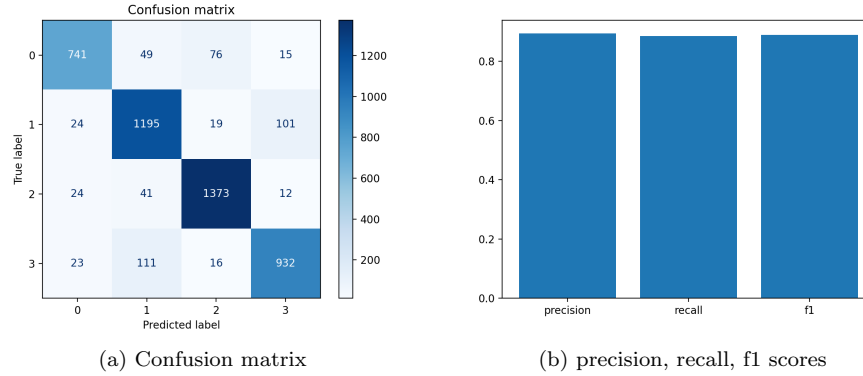 Confusion matrix
0 741 49 76 15
1 24 1195 19 101
2 24 41 1373 12
3 23 111 16 932
0 1 2 3
Predicted label
True label
1200
1000
800
600
400
200
(a) Confusion matrix
0.8
0.6
0.4
0.2
0.0
precision recall f1
(b) precision, recall, f1 scores